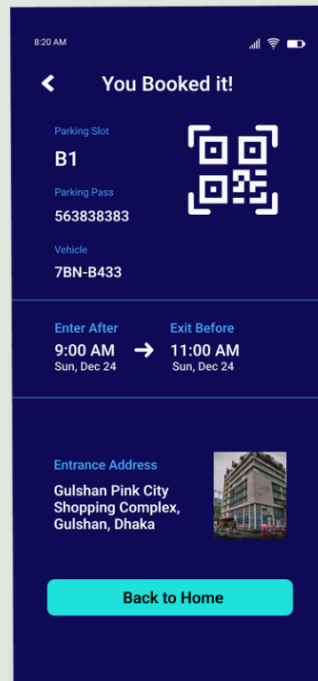 8:20 AM
You Booked it!
Parking Slot
B1
Parking Pass
563838383
Vehicle
7BN-B433
Enter After
Exit Before
9:00 AM → 11:00 AM
Sun, Dec 24
Sun, Dec 24
Entrance Address
Gulshan Pink City
Shopping Complex,
Gulshan, Dhaka
Back to Home